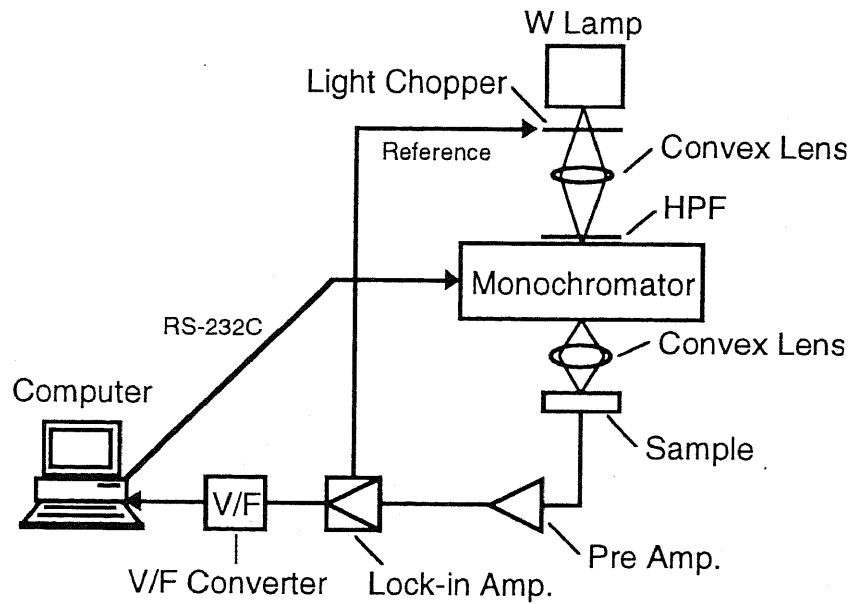 W Lamp
Light Chopper
Reference
Convex Lens
HPF
Monochromator
RS-232C
Convex Lens
Computer
Sample
V/F
Pre Amp.
V/F Converter
Lock-in Amp.